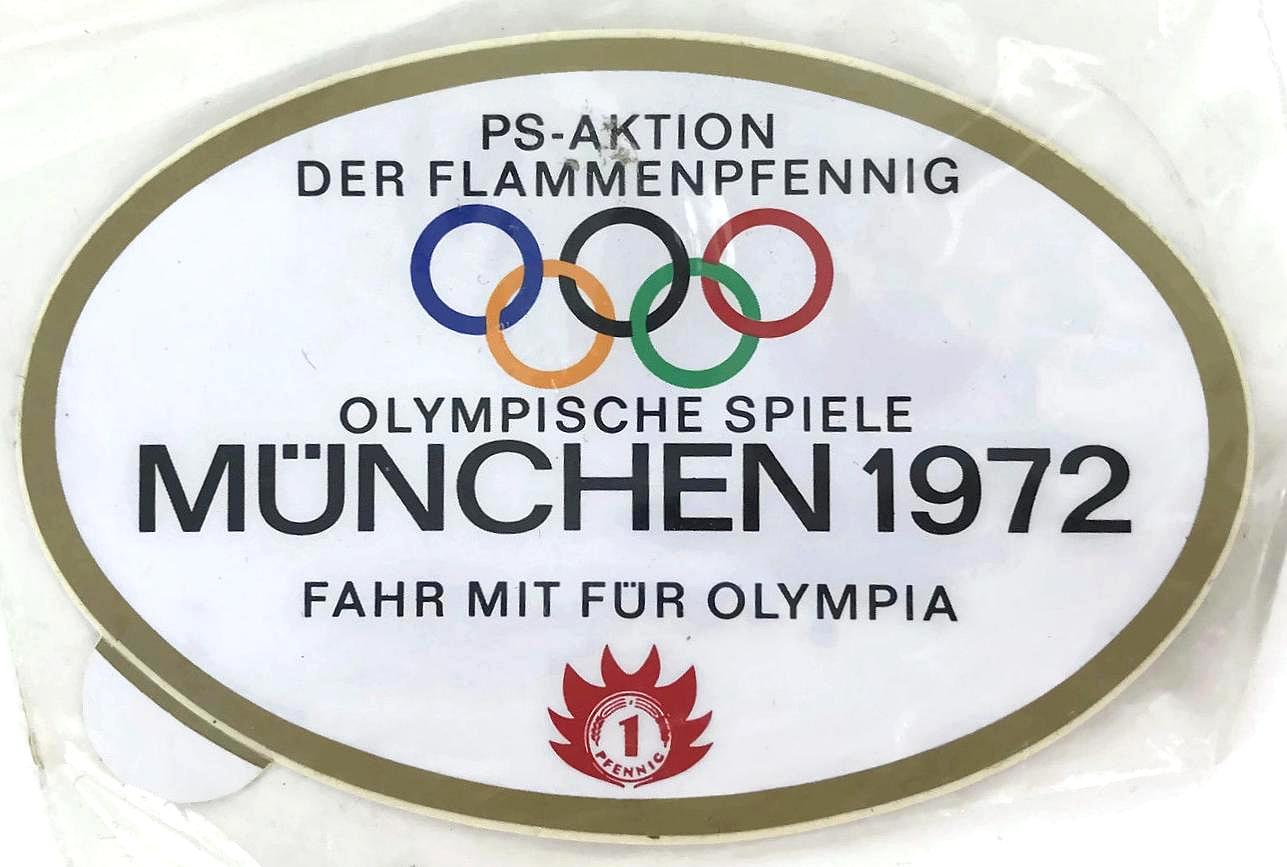 PS-AKTION
DER FLAMMENPFENNIG
OLYMPISCHE SPIELE
MÜNCHEN 1972
FAHR MIT FÜR OLYMPIA
1
PFENNIG